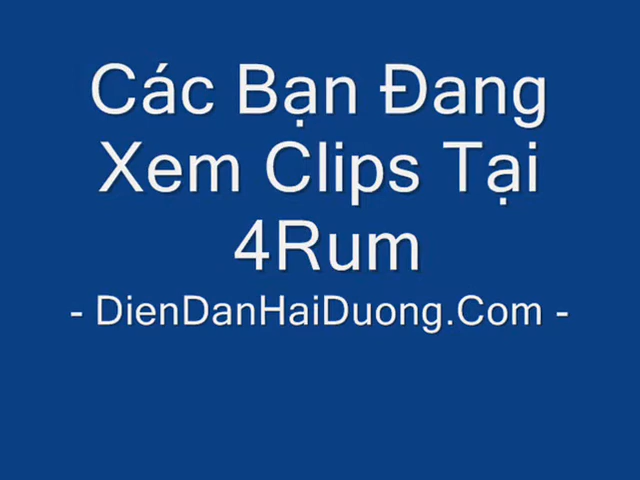 Các Bạn Đang
Xem Clips Tại
4Rum
- DienDanHaiDuong.Com -